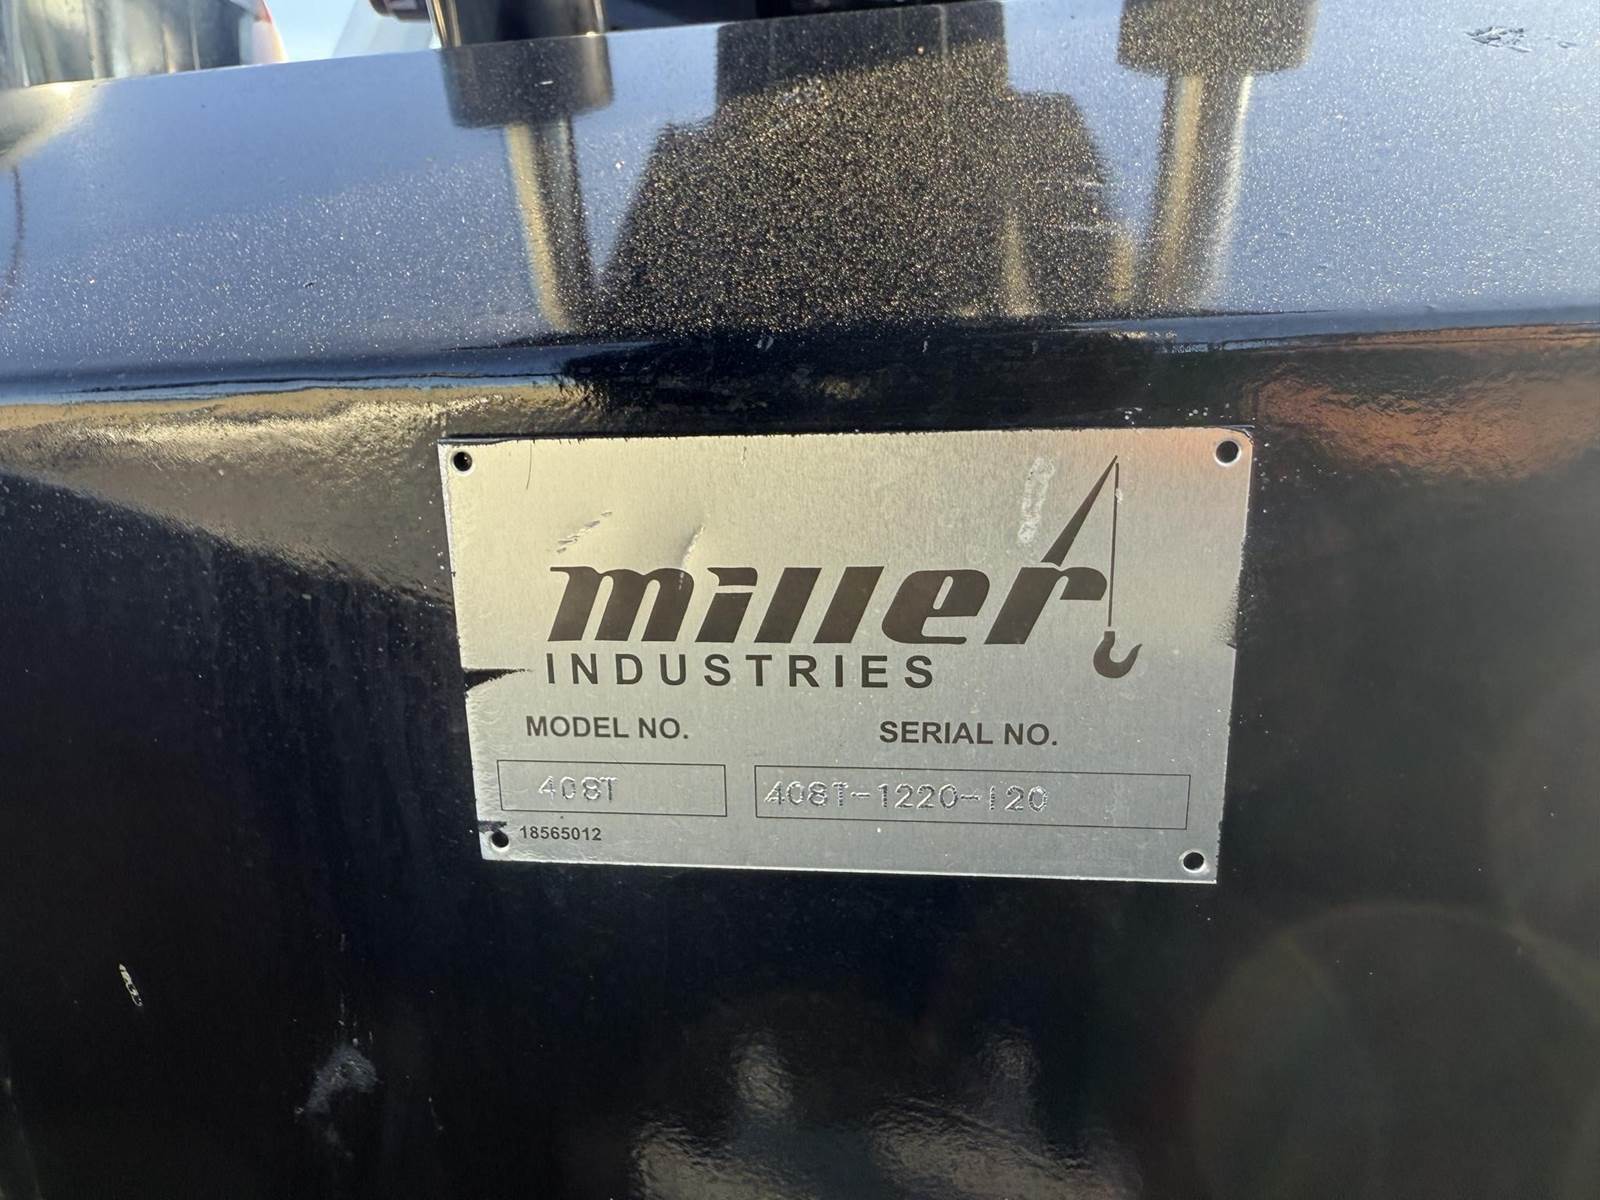 miller
INDUSTRIES
MODEL NO. SERIAL NO.
408T 408T-1220-120
18565012